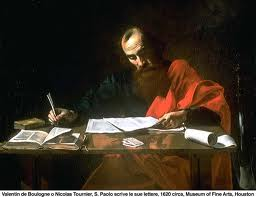 Valentin de Boulogne o Nicolas Tournier, S. Paolo scrive le sue lettere, 1620 circa, Museum of Fine Arts, Houston